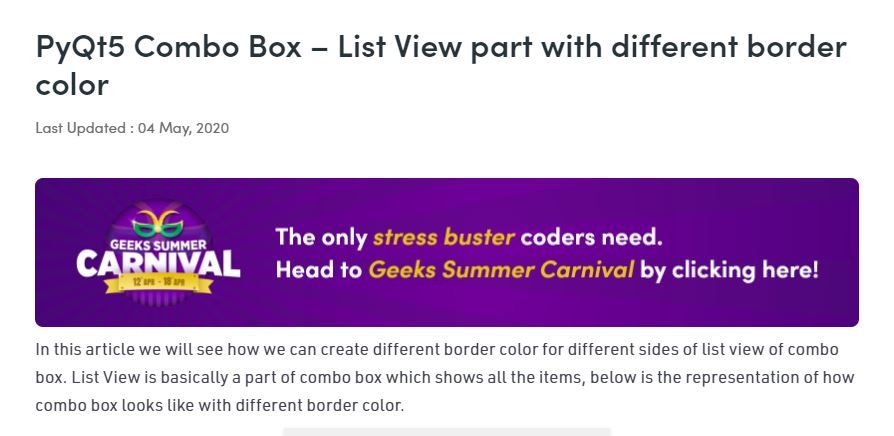 PyQt5 Combo Box – List View part with different border
color
Last Updated : 04 May, 2020
GEEKS SUMMER
CARNIVAL
12 APR - 18 APR
The only stress buster coders need.
Head to Geeks Summer Carnival by clicking here!
In this article we will see how we can create different border color for different sides of list view of combo
box. List View is basically a part of combo box which shows all the items, below is the representation of how
combo box looks like with different border color.